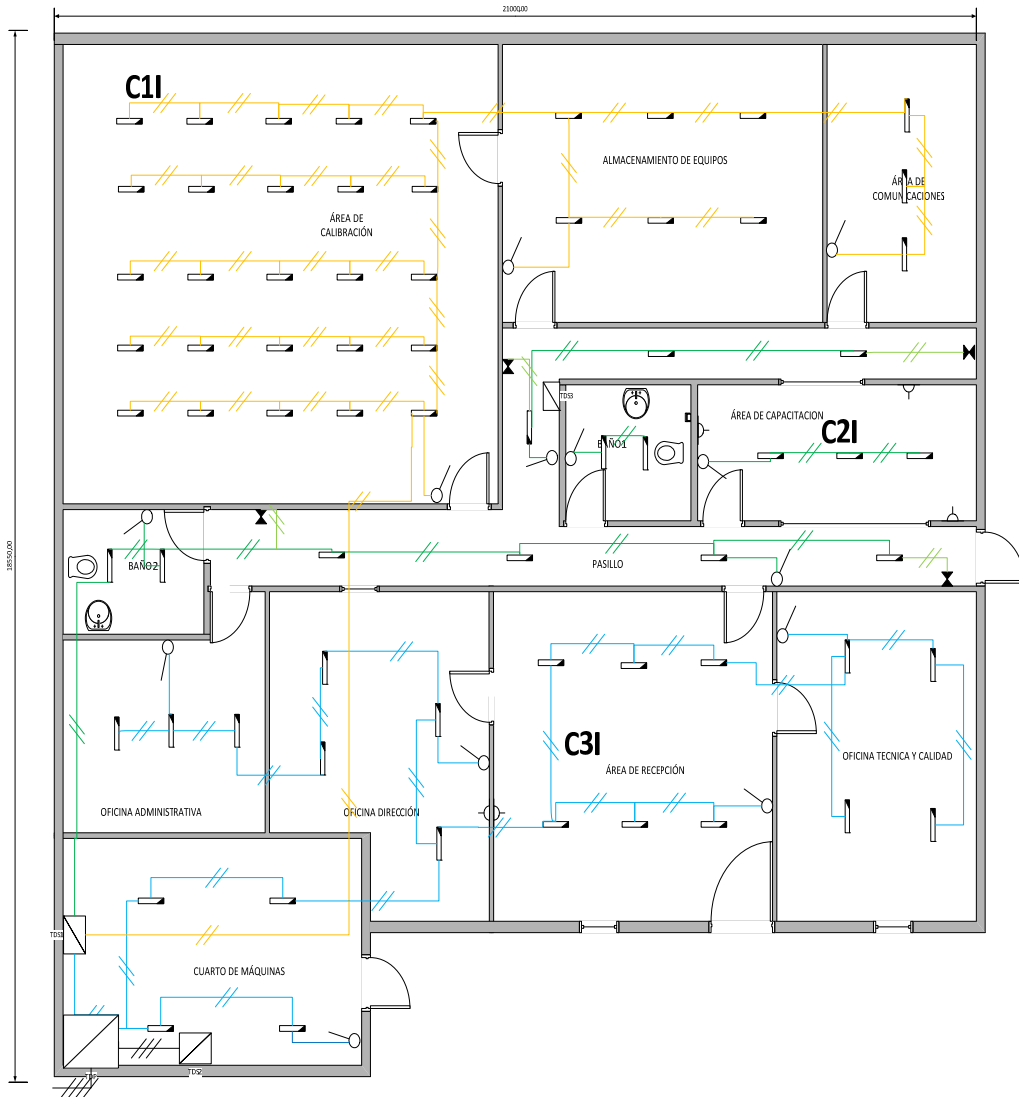 21000,00
18550,00
C1I
ÁREA DE
CALIBRACIÓN
ALMACENAMIENTO DE EQUIPOS
ÁREA DE
COMUNICACIONES
TDS3
BAÑO1
ÁREA DE CAPACITACION
C2I
BAÑO2
PASILLO
C3I
ÁREA DE RECEPCIÓN
OFICINA TECNICA Y CALIDAD
OFICINA ADMINISTRATIVA
OFICINA DIRECCIÓN
CUARTO DE MÁQUINAS
TDS2